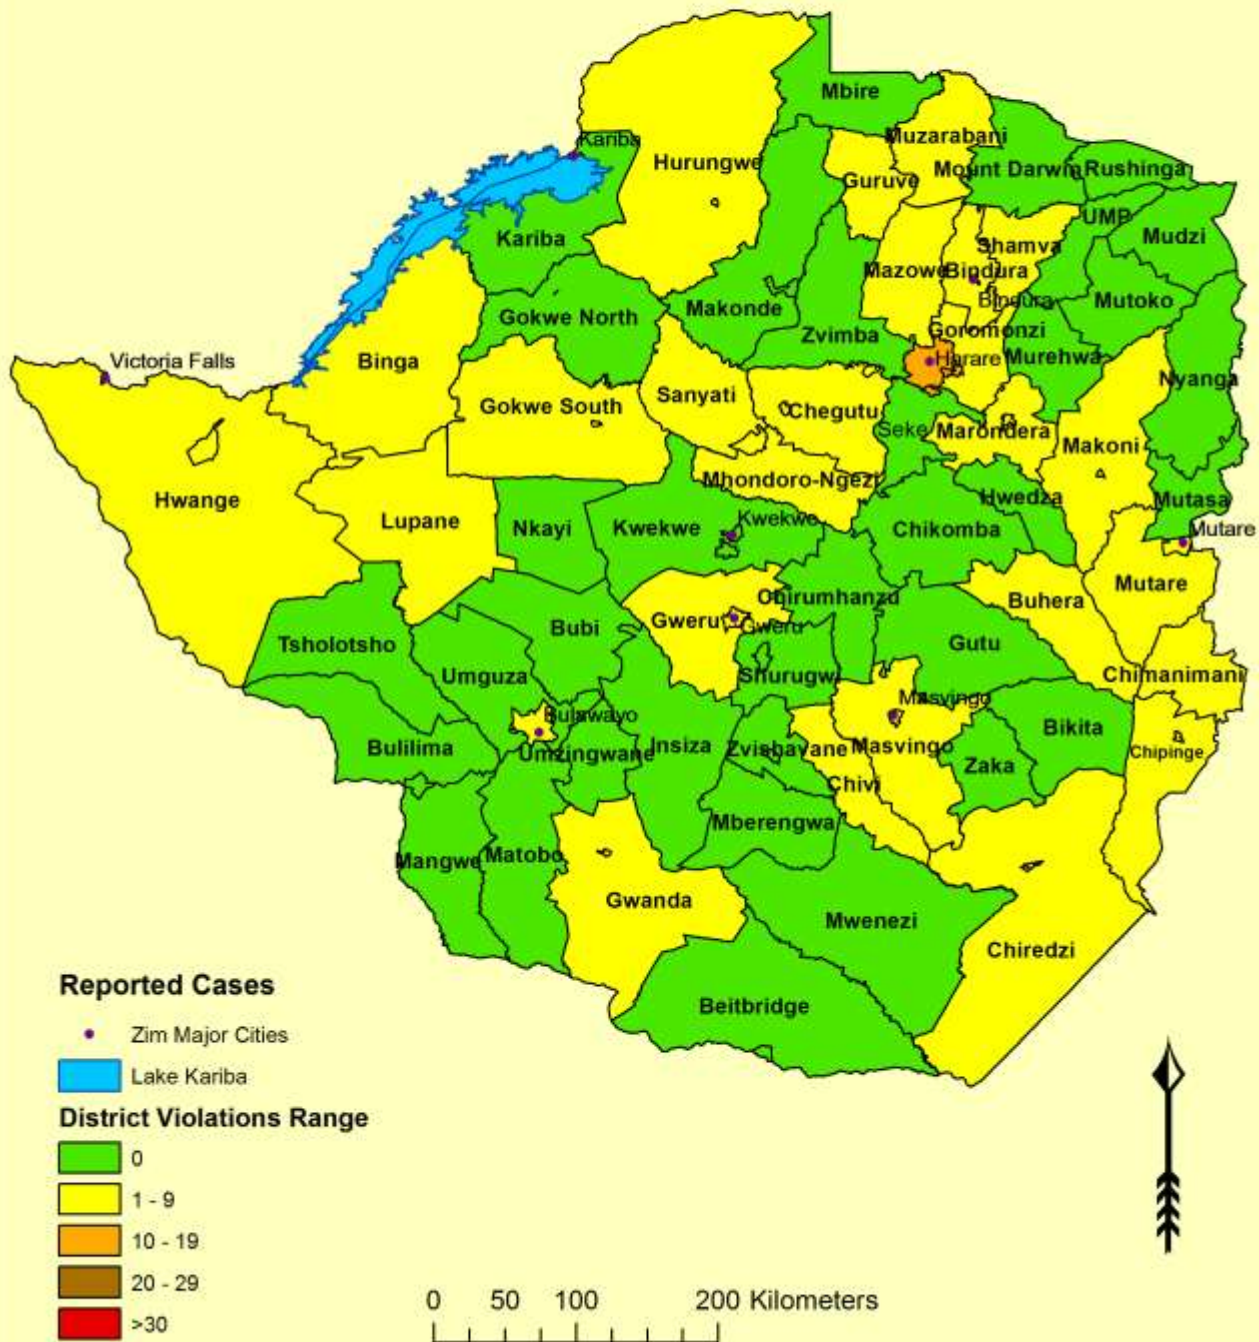 Mbire
Muzarabani
Kariba
Hurungwe
Mount Darwin
Rushinga
Guruve
UMP
Kariba
Shamva
Mudzi
Mazowe
Bindura
Bindura
Mutoko
Makonde
Gokwe North
Zvimba
Goromonzi
Murehwa
Victoria Falls
Binga
Harare
Nyanga
Sanyati
Gokwe South
Chegutu
Seke
Marondera
Makoni
Hwange
Mhondoro-Ngezi
Hwedza
Mutasa
Lupane
Nkayi
Kwekwe
Kwekwe
Chikomba
Mutare
Mutare
Chirumhanzu
Buhera
Gweru
Gweru
Bubi
Tsholotsho
Gutu
Umguza
Shurugwi
Chimanimani
Masvingo
Bulawayo
Bikita
Bulilima
Umzingwane
Insiza
Zvishavane
Masvingo
Zaka
Chipinge
Chivi
Mberengwa
Mangwe
Matobo
Gwanda
Mwenezi
Chiredzi
Beitbridge
Reported Cases
Zim Major Cities
Lake Kariba
District Violations Range
0
1 - 9
10 - 19
20 - 29
>30
0 50 100 200 Kilometers